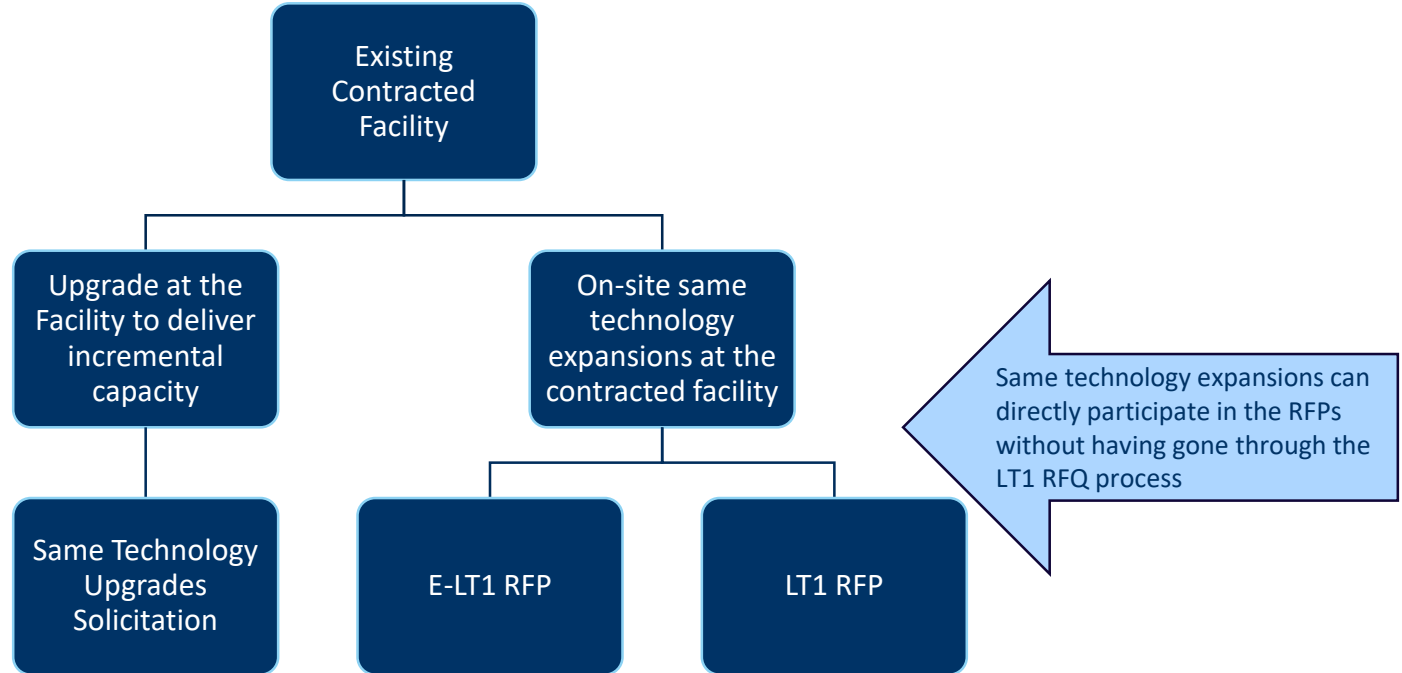 Existing
Contracted
Facility
Upgrade at the
Facility to deliver
incremental
capacity
On-site same
technology
expansions at the
contracted facility
Same technology expansions can
directly participate in the RFPs
without having gone through the
LT1 RFQ process
Same Technology
Upgrades
Solicitation
E-LT1 RFP
LT1 RFP